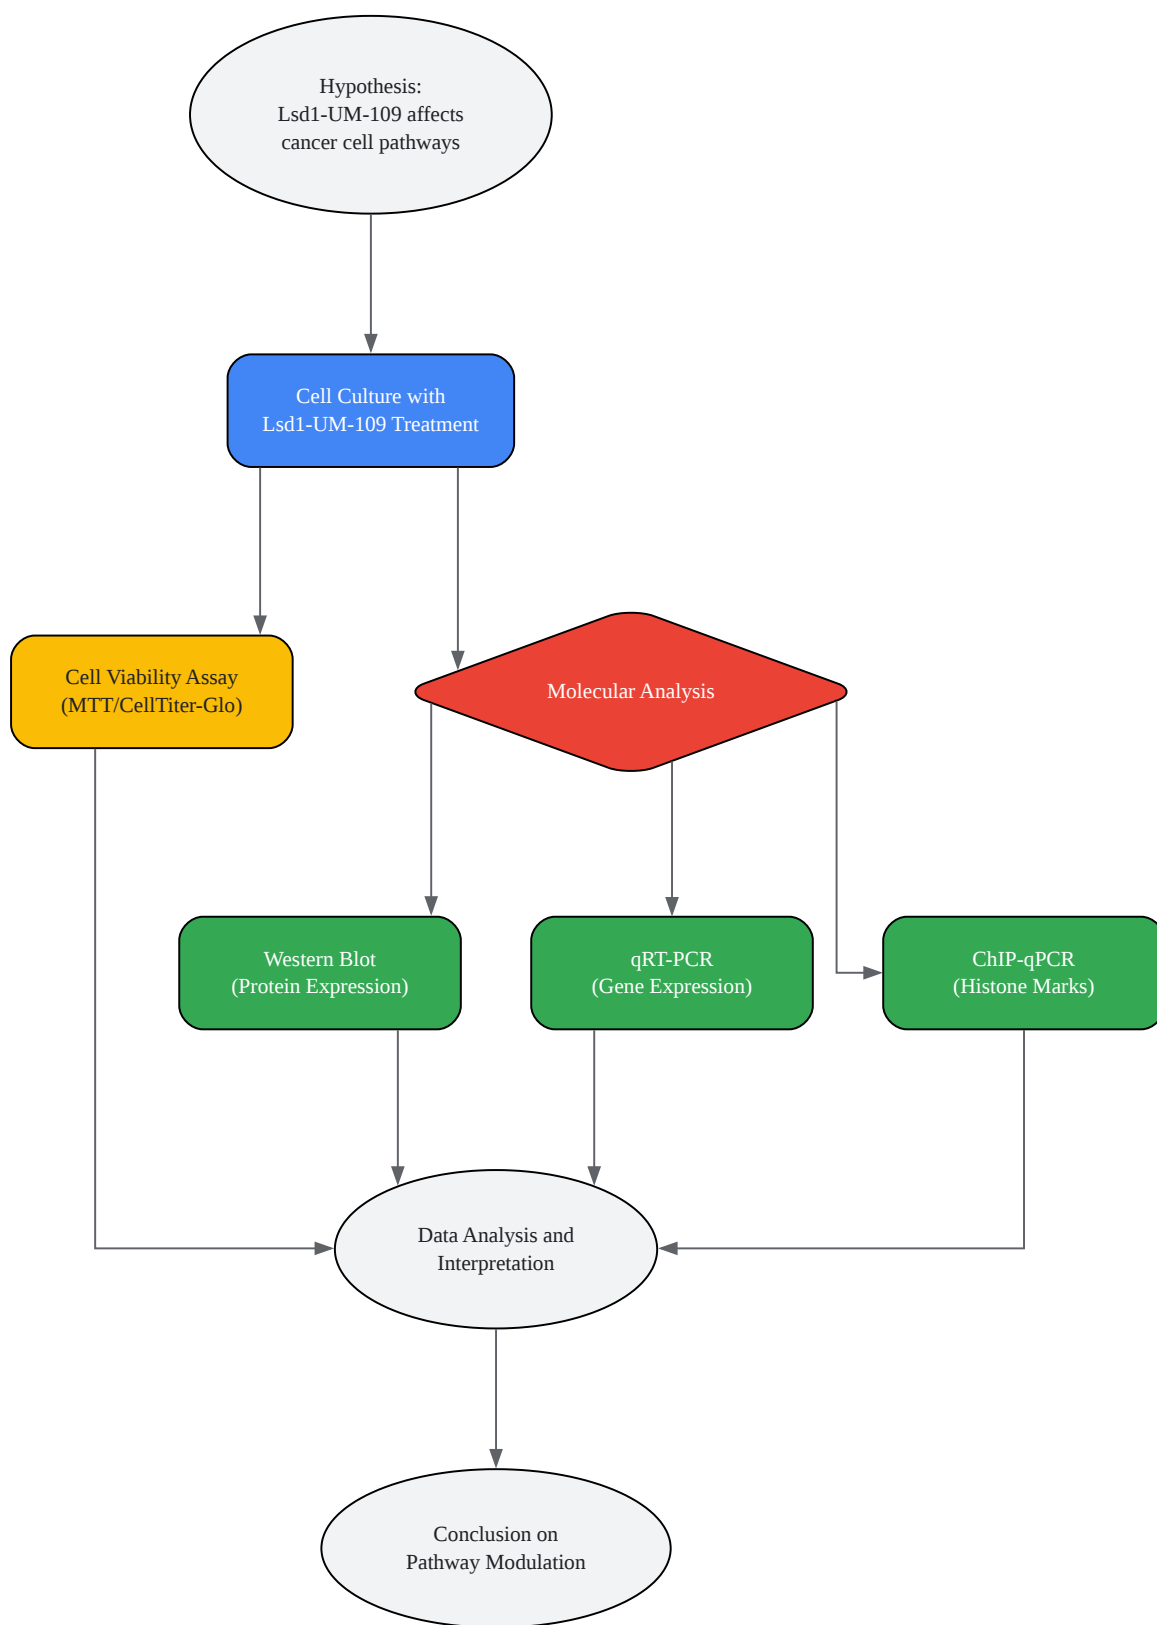 Hypothesis:
Lsd1-UM-109 affects
cancer cell pathways
Cell Culture with
Lsd1-UM-109 Treatment
Cell Viability Assay
(MTT/CellTiter-Glo)
Molecular Analysis
Western Blot
(Protein Expression)
qRT-PCR
(Gene Expression)
ChIP-qPCR
(Histone Marks)
Data Analysis and
Interpretation
Conclusion on
Pathway Modulation